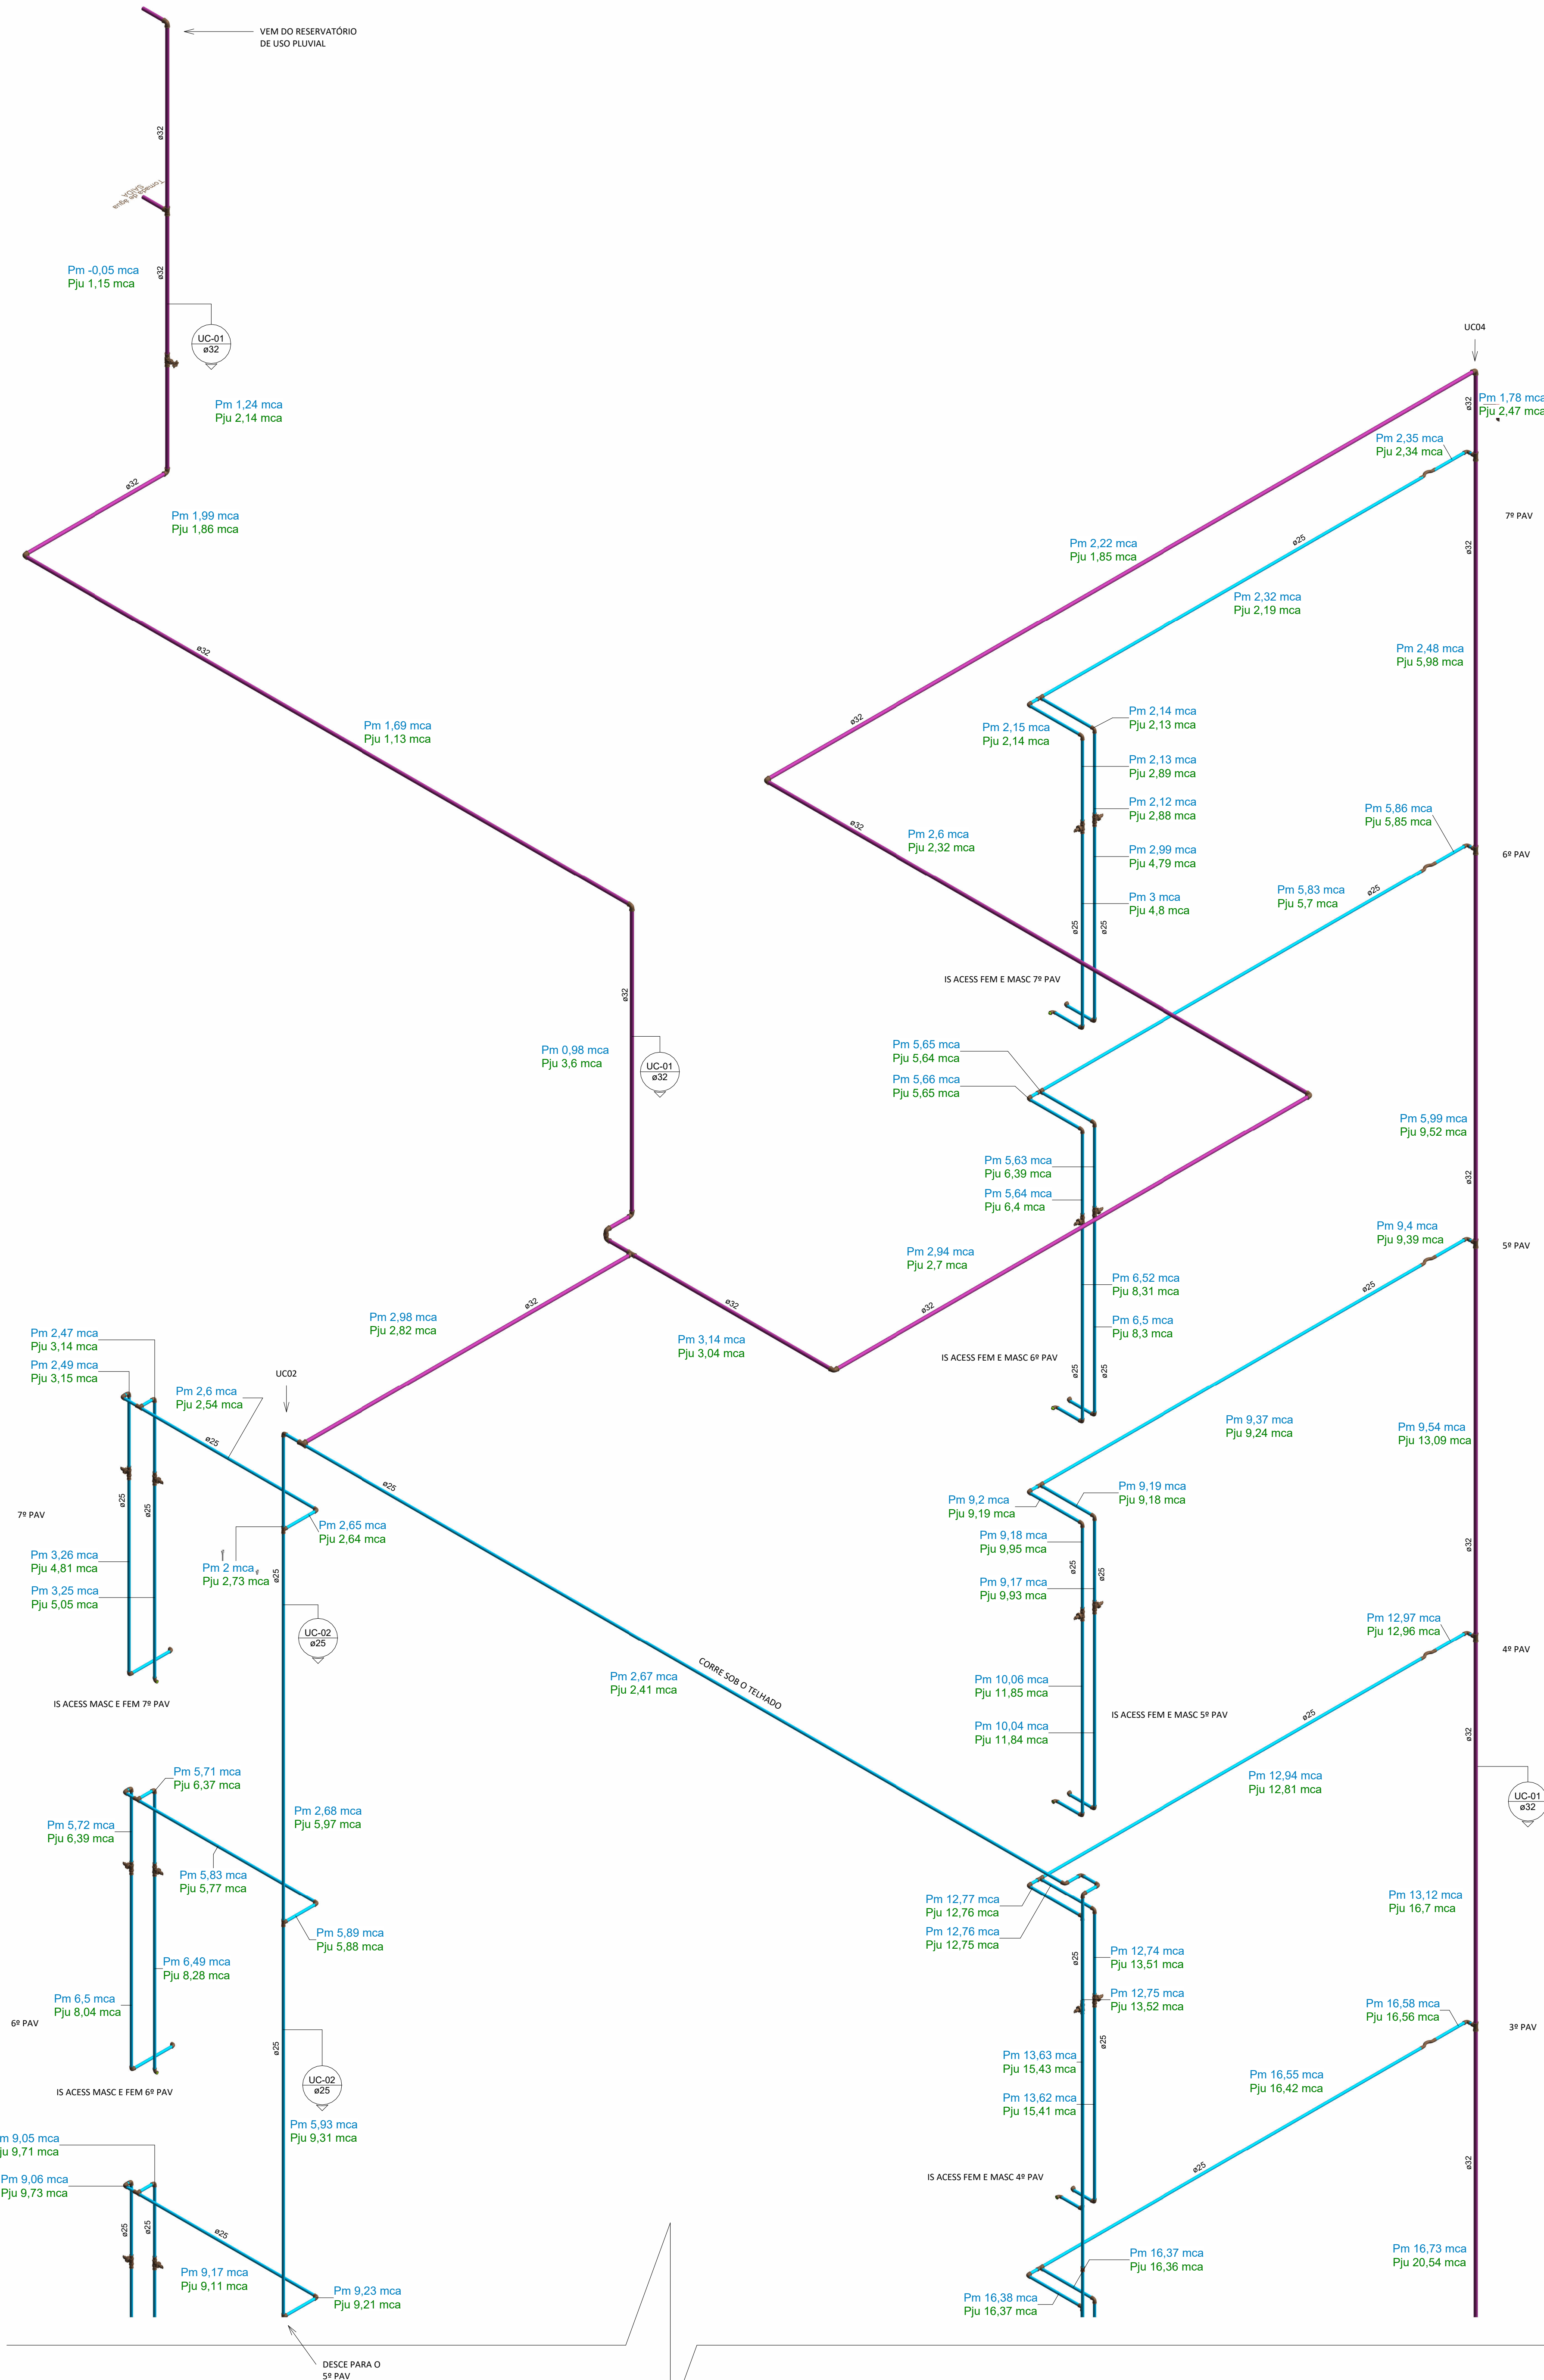 VEM DO RESERVATÓRIO
DE USO PLUVIAL
ø32
Tomada de água
SAÍDA
Pm -0,05 mca
Pju 1,15 mca
ø32
UC-01
ø32
Pm 1,24 mca
Pju 2,14 mca
ø32
Pm 1,99 mca
Pju 1,86 mca
ø32
Pm 1,69 mca
Pju 1,13 mca
ø32
Pm 0,98 mca
Pju 3,6 mca
UC-01
ø32
Pm 2,98 mca
Pju 2,82 mca
ø32
ø32
Pm 3,14 mca
Pju 3,04 mca
Pm 2,94 mca
Pju 2,7 mca
ø32
Pm 2,6 mca
Pju 2,32 mca
ø32
ø32
Pm 2,22 mca
Pju 1,85 mca
UC04
ø32
Pm 1,78 mca
Pju 2,47 mca
Pm 2,35 mca
Pju 2,34 mca
7º PAV
ø32
ø25
Pm 2,32 mca
Pju 2,19 mca
Pm 2,48 mca
Pju 5,98 mca
Pm 2,14 mca
Pju 2,13 mca
Pm 2,15 mca
Pju 2,14 mca
Pm 2,13 mca
Pju 2,89 mca
Pm 2,12 mca
Pju 2,88 mca
Pm 2,99 mca
Pju 4,79 mca
Pm 3 mca
Pju 4,8 mca
ø25
ø25
IS ACESS FEM E MASC 7º PAV
Pm 5,86 mca
Pju 5,85 mca
6º PAV
Pm 5,83 mca
Pju 5,7 mca
ø25
Pm 5,65 mca
Pju 5,64 mca
Pm 5,66 mca
Pju 5,65 mca
Pm 5,99 mca
Pju 9,52 mca
ø32
Pm 5,63 mca
Pju 6,39 mca
Pm 5,64 mca
Pju 6,4 mca
Pm 6,52 mca
Pju 8,31 mca
Pm 6,5 mca
Pju 8,3 mca
IS ACESS FEM E MASC 6º PAV
ø25
ø25
Pm 9,4 mca
Pju 9,39 mca
5º PAV
ø25
Pm 9,37 mca
Pju 9,24 mca
Pm 9,54 mca
Pju 13,09 mca
ø32
Pm 9,2 mca
Pju 9,19 mca
Pm 9,19 mca
Pju 9,18 mca
Pm 9,18 mca
Pju 9,95 mca
ø25
ø25
Pm 9,17 mca
Pju 9,93 mca
Pm 10,06 mca
Pju 11,85 mca
Pm 10,04 mca
Pju 11,84 mca
IS ACESS FEM E MASC 5º PAV
Pm 12,97 mca
Pju 12,96 mca
4º PAV
ø25
ø32
Pm 12,94 mca
Pju 12,81 mca
UC-01
ø32
Pm 12,77 mca
Pju 12,76 mca
Pm 12,76 mca
Pju 12,75 mca
Pm 13,12 mca
Pju 16,7 mca
Pm 12,74 mca
Pju 13,51 mca
ø25
Pm 12,75 mca
Pju 13,52 mca
ø25
Pm 13,63 mca
Pju 15,43 mca
Pm 13,62 mca
Pju 15,41 mca
IS ACESS FEM E MASC 4º PAV
Pm 16,58 mca
Pju 16,56 mca
3º PAV
Pm 16,55 mca
Pju 16,42 mca
ø25
ø32
Pm 16,73 mca
Pju 20,54 mca
Pm 16,37 mca
Pju 16,36 mca
Pm 16,38 mca
Pju 16,37 mca
UC02
Pm 2,47 mca
Pju 3,14 mca
Pm 2,49 mca
Pju 3,15 mca
Pm 2,6 mca
Pju 2,54 mca
ø25
ø25
ø25
ø25
7º PAV
Pm 2,65 mca
Pju 2,64 mca
Pm 2 mca
Pju 2,73 mca
ø25
Pm 3,26 mca
Pju 4,81 mca
Pm 3,25 mca
Pju 5,05 mca
UC-02
ø25
Pm 2,67 mca
Pju 2,41 mca
CORRE SOB O TELHADO
IS ACESS MASC E FEM 7º PAV
Pm 5,71 mca
Pju 6,37 mca
Pm 5,72 mca
Pju 6,39 mca
Pm 2,68 mca
Pju 5,97 mca
Pm 5,83 mca
Pju 5,77 mca
Pm 5,89 mca
Pju 5,88 mca
Pm 6,49 mca
Pju 8,28 mca
Pm 6,5 mca
Pju 8,04 mca
6º PAV
ø25
UC-02
ø25
IS ACESS MASC E FEM 6º PAV
Pm 5,93 mca
Pju 9,31 mca
m 9,05 mca
ju 9,71 mca
Pm 9,06 mca
Pju 9,73 mca
ø25
ø25
ø25
Pm 9,17 mca
Pju 9,11 mca
Pm 9,23 mca
Pju 9,21 mca
DESCE PARA O
5º PAV